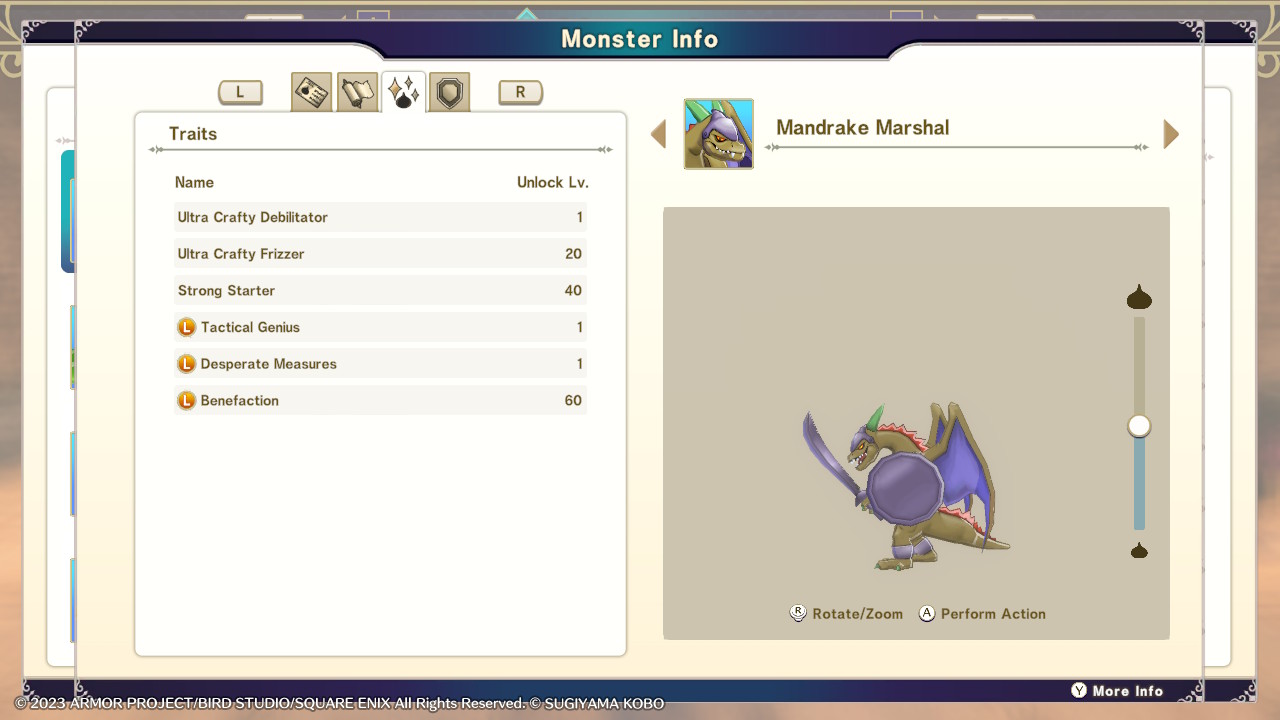 Monster Info
L
R
Traits
Mandrake Marshal
Name Unlock Lv.
Ultra Crafty Debilitator 1
Ultra Crafty Frizzer 20
Strong Starter 40
L Tactical Genius 1
L Desperate Measures 1
L Benefaction 60
R Rotate/Zoom A Perform Action
Y More Info
© 2023 ARMOR PROJECT/BIRD STUDIO/SQUARE ENIX All Rights Reserved. © SUGIYAMA KOBO